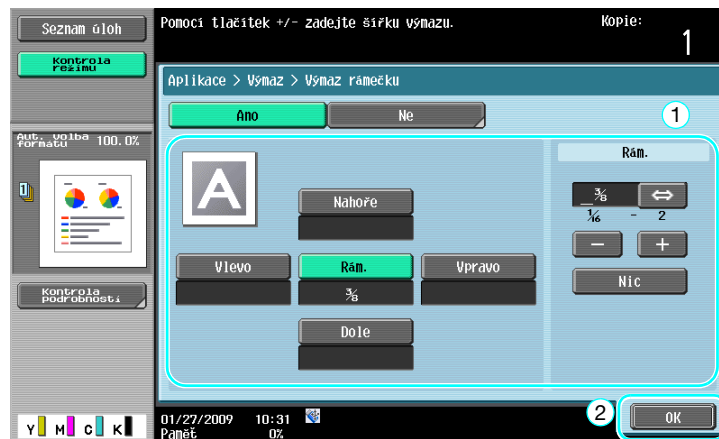 Seznam úloh
Kontrola
režimu
Pomocí tlačítek +/- zadejte šířku výmazu.
Kopie:
1
Aplikace > Výmaz > Výmaz rámečku
Ano
Ne
1
Aut. volba
formátu
100.0%
1
Kontrola
podrobností
A
Nahoře
Vlevo
Rám.
Vpravo
3/8
Dole
Rám.
3/8
⇔
1/16 - 2
−
+
Nic
2
OK
Y M C K
01/27/2009 10:31
Paměť 0%